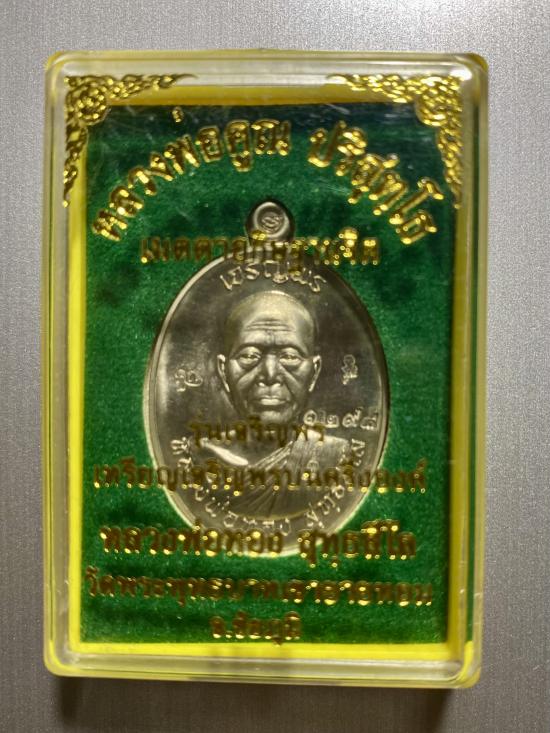 หลวงพ่อคูณ ปริสุทโธ
เมตตาอธิษฐานจิต
เจริญพร
๑๒๙๘
รุ่นเจริญพร
เหรียญเจริญพรบนครึ่งองค์
หลวงพ่อทอง สุทธสีโล
วัดพระพุทธบาทเขายายหอม
จ.ชัยภูมิ